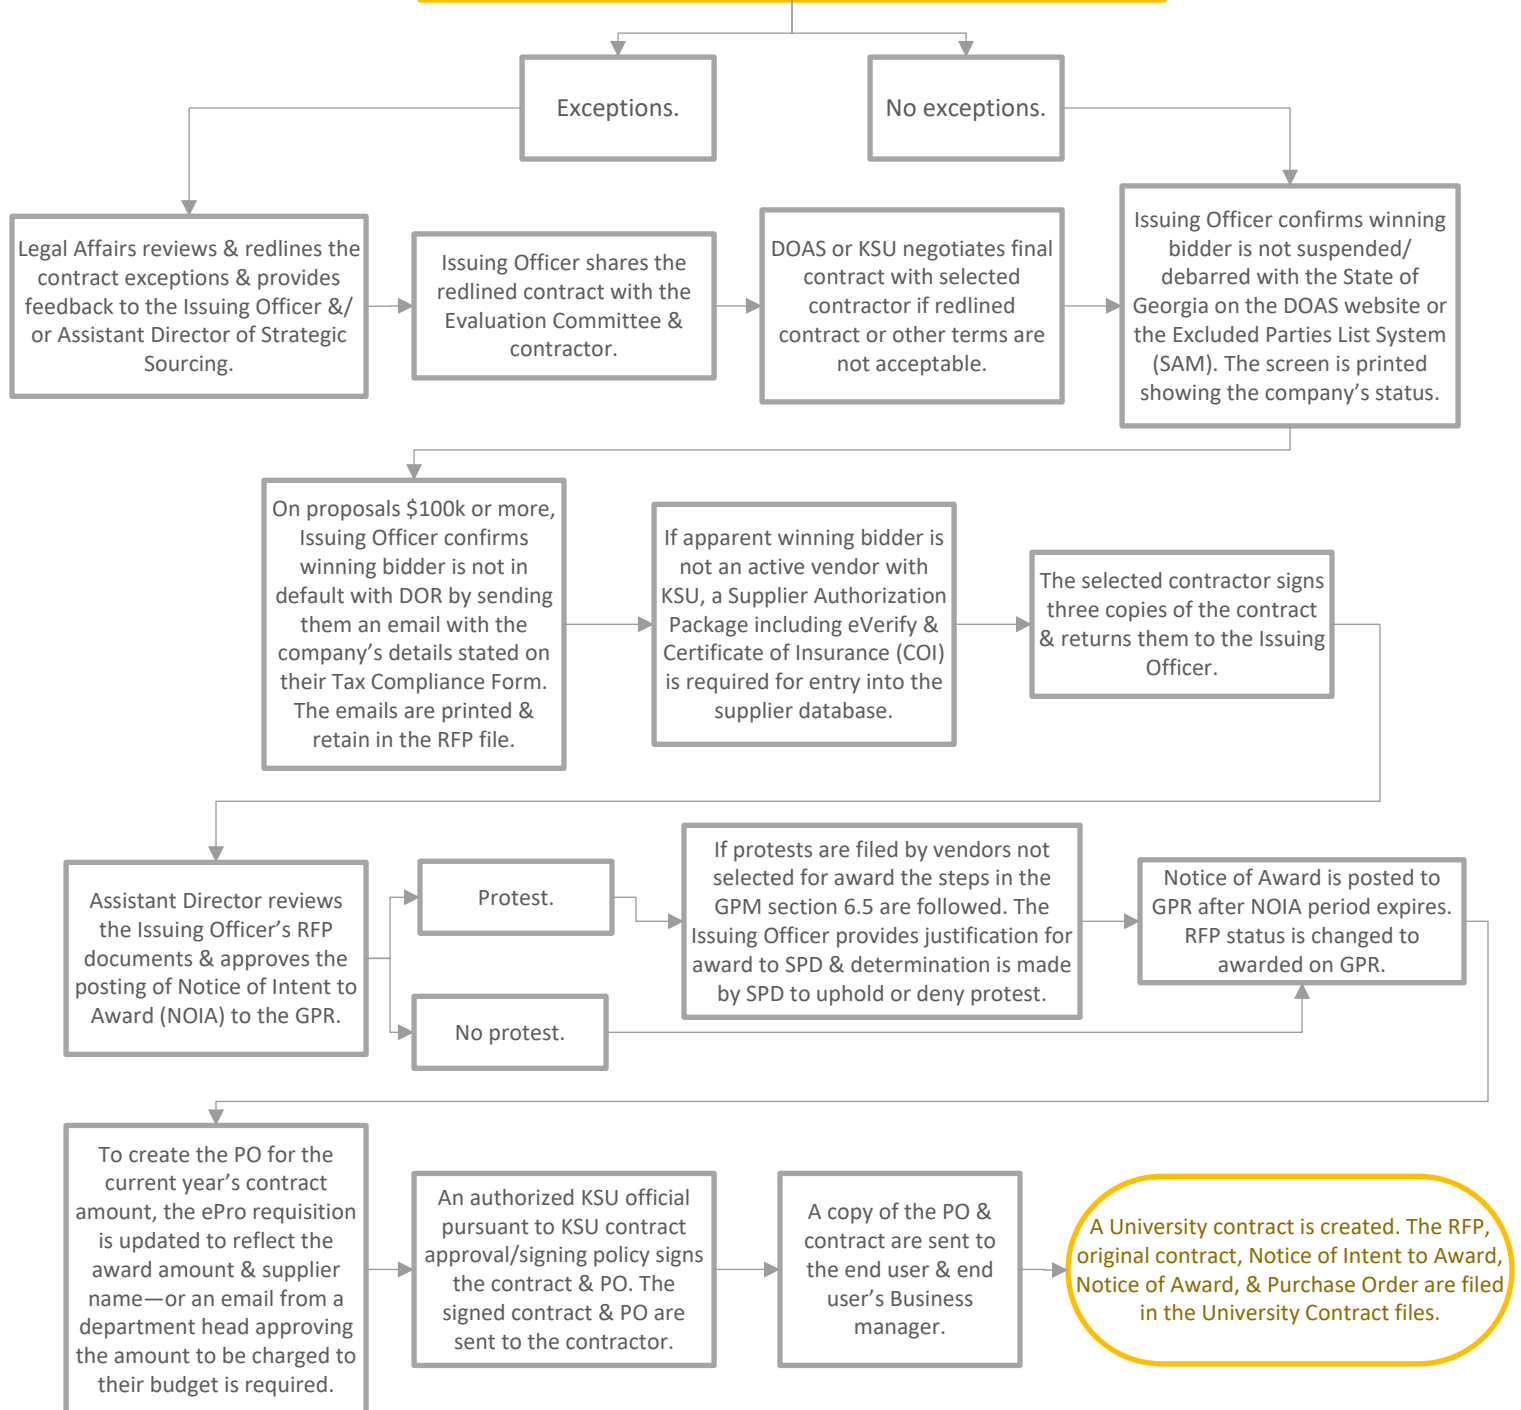 Exceptions.
No exceptions.
Legal Affairs reviews & redlines the
contract exceptions & provides
feedback to the Issuing Officer &/
or Assistant Director of Strategic
Sourcing.
Issuing Officer shares the
redlined contract with the
Evaluation Committee &
contractor.
DOAS or KSU negotiates final
contract with selected
contractor if redlined
contract or other terms are
not acceptable.
Issuing Officer confirms winning
bidder is not suspended/
debarred with the State of
Georgia on the DOAS website or
the Excluded Parties List System
(SAM). The screen is printed
showing the company’s status.
On proposals $100k or more,
Issuing Officer confirms
winning bidder is not in
default with DOR by sending
them an email with the
company’s details stated on
their Tax Compliance Form.
The emails are printed &
retain in the RFP file.
If apparent winning bidder is
not an active vendor with
KSU, a Supplier Authorization
Package including eVerify &
Certificate of Insurance (COI)
is required for entry into the
supplier database.
The selected contractor signs
three copies of the contract
& returns them to the Issuing
Officer.
Assistant Director reviews
the Issuing Officer’s RFP
documents & approves the
posting of Notice of Intent to
Award (NOIA) to the GPR.
Protest.
No protest.
If protests are filed by vendors not
selected for award the steps in the
GPM section 6.5 are followed. The
Issuing Officer provides justification for
award to SPD & determination is made
by SPD to uphold or deny protest.
Notice of Award is posted to
GPR after NOIA period expires.
RFP status is changed to
awarded on GPR.
To create the PO for the
current year’s contract
amount, the ePro requisition
is updated to reflect the
award amount & supplier
name—or an email from a
department head approving
the amount to be charged to
their budget is required.
An authorized KSU official
pursuant to KSU contract
approval/signing policy signs
the contract & PO. The
signed contract & PO are
sent to the contractor.
A copy of the PO &
contract are sent to
the end user & end
user’s Business
manager.
A University contract is created. The RFP,
original contract, Notice of Intent to Award,
Notice of Award, & Purchase Order are filed
in the University Contract files.